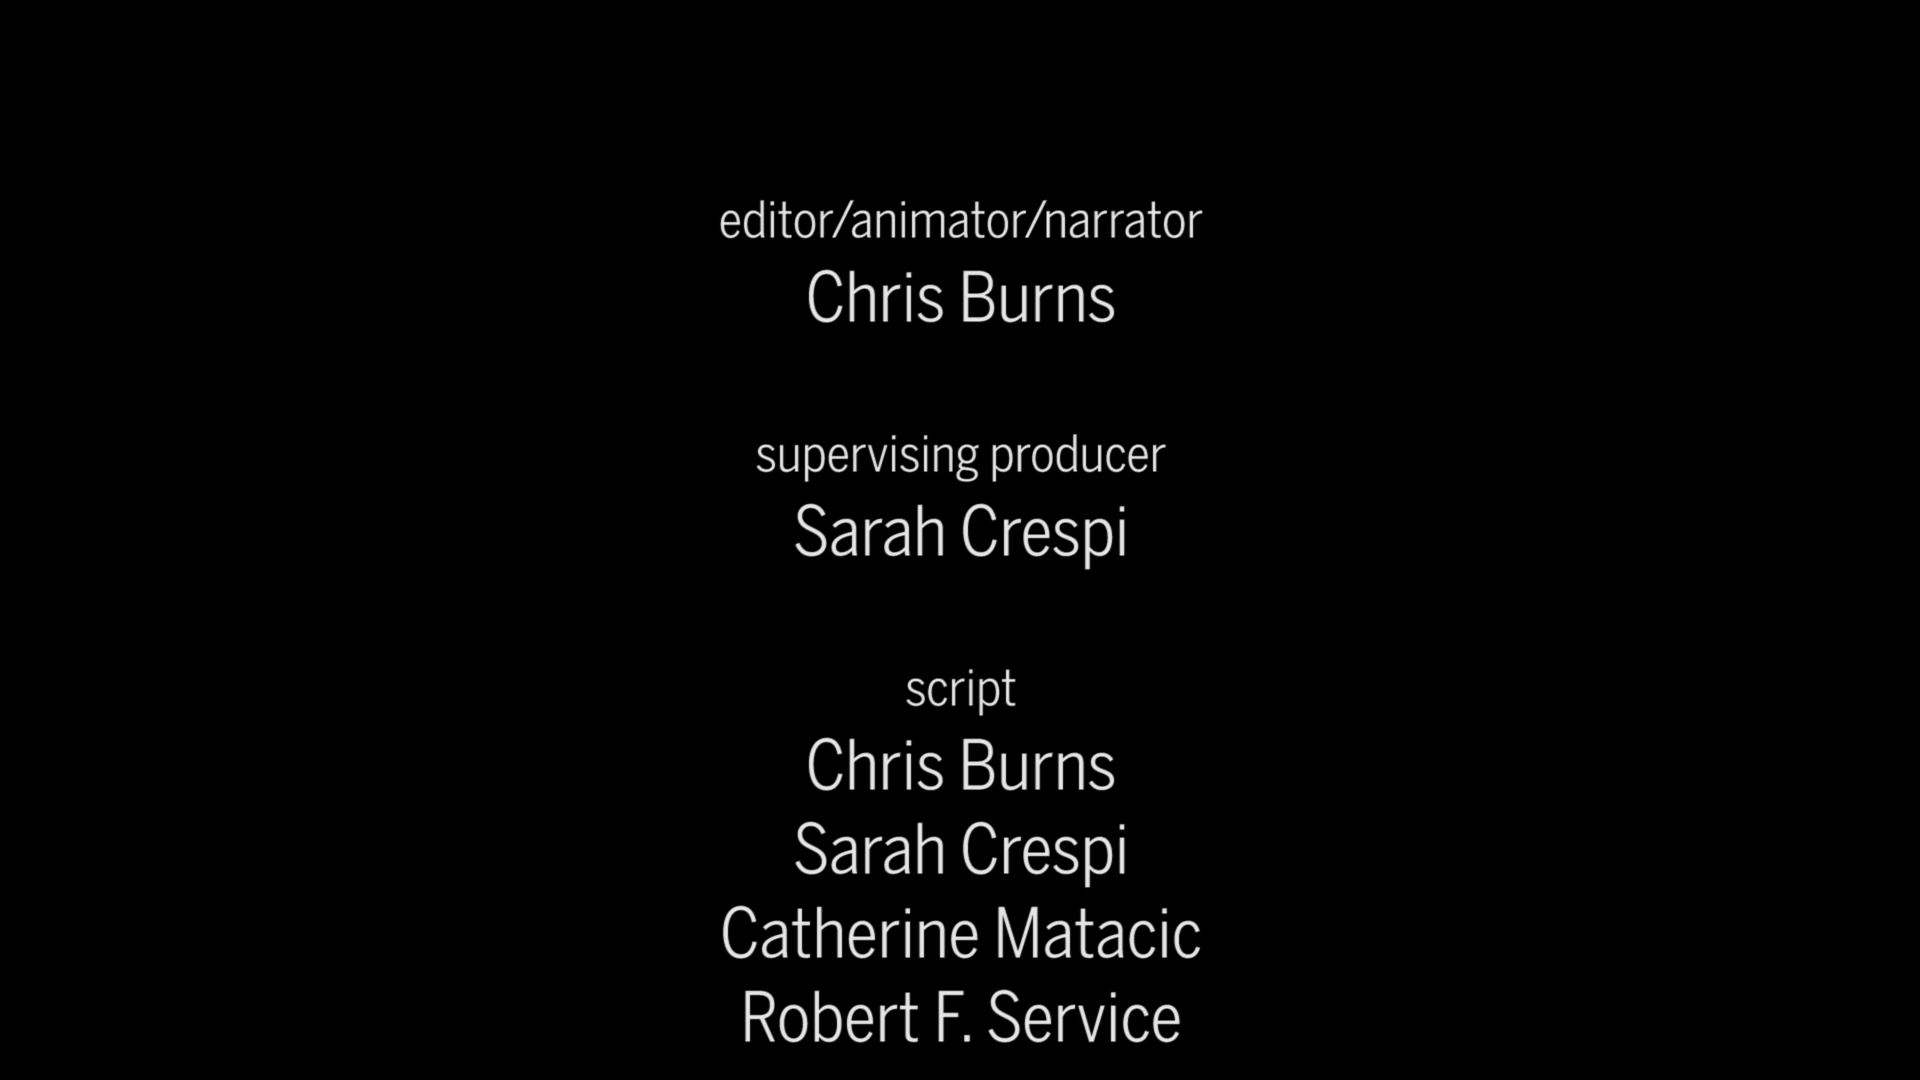 editor/animator/narrator
Chris Burns
supervising producer
Sarah Crespi
script
Chris Burns
Sarah Crespi
Catherine Matacic
Robert F. Service